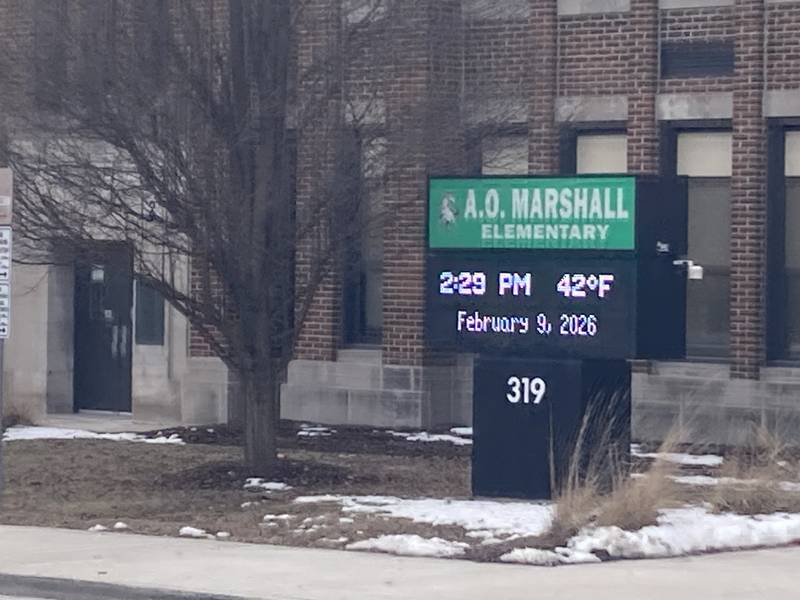 A.O. MARSHALL
ELEMENTARY
2:29 PM 42°F
February 9, 2026
319